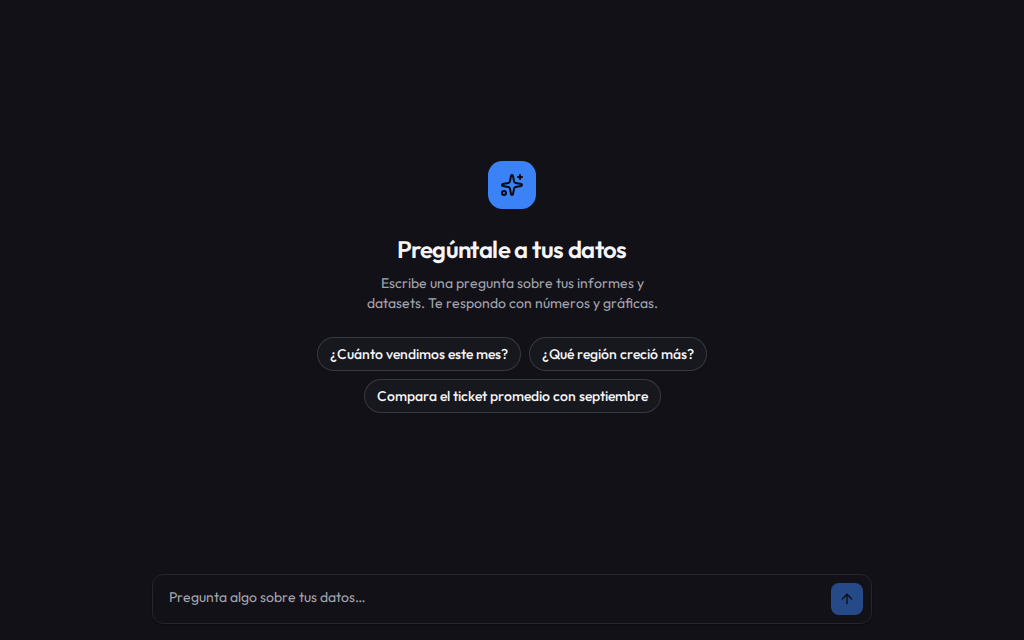 Pregúntale a tus datos
Escribe una pregunta sobre tus informes y
datasets. Te respondo con números y gráficas.
¿Cuánto vendimos este mes?
¿Qué región creció más?
Compara el ticket promedio con septiembre
Pregunta algo sobre tus datos…